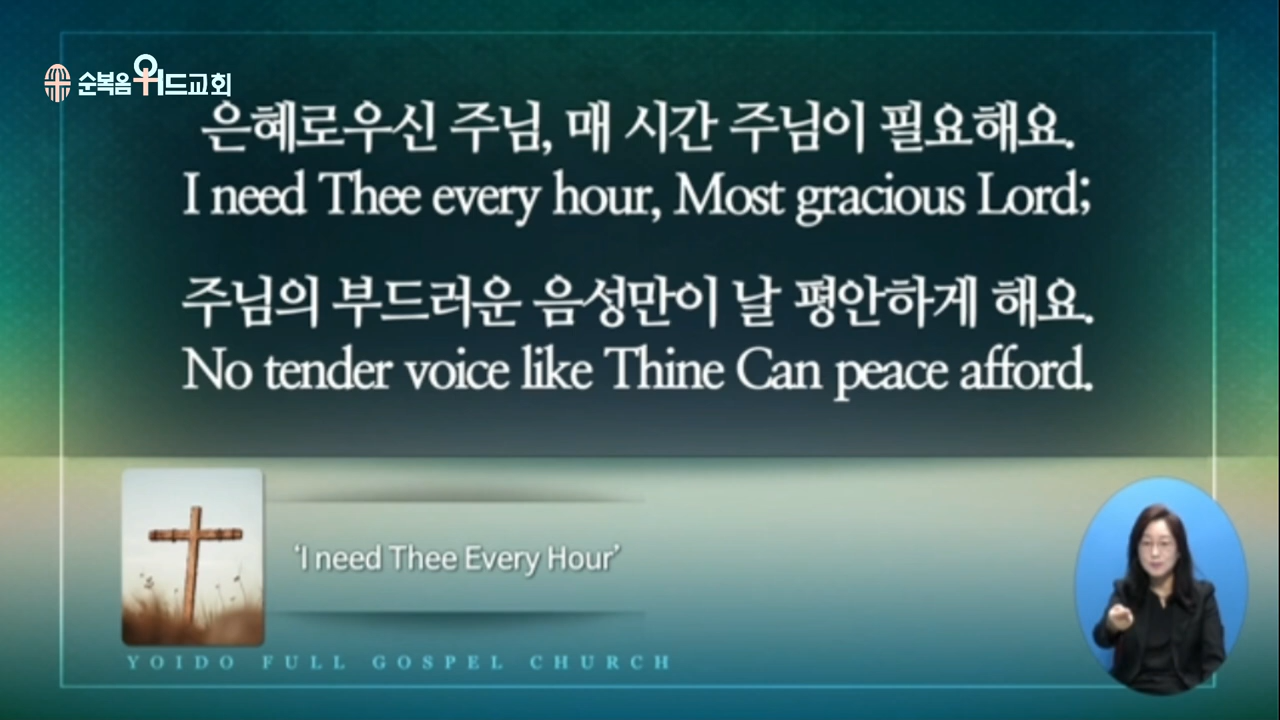 순복음워드교회
은혜로우신 주님, 매 시간 주님이 필요해요.
I need Thee every hour, Most gracious Lord;
주님의 부드러운 음성만이 날 평안하게 해요.
No tender voice like Thine Can peace afford.
‘I need Thee Every Hour’
YOIDO FULL GOSPEL CHURCH